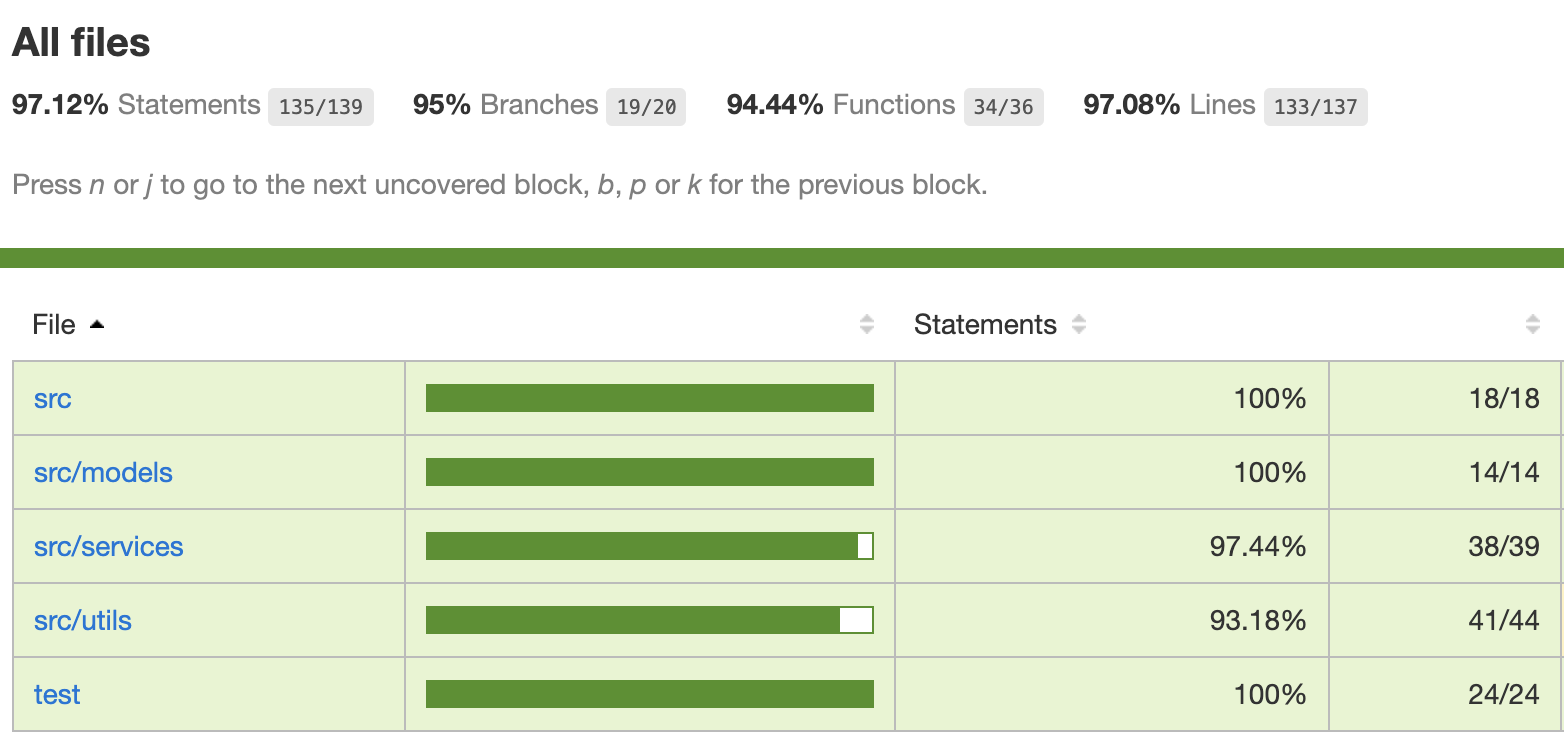 All files
97.12% Statements 135/139 95% Branches 19/20 94.44% Functions 34/36 97.08% Lines 133/137
Press n or j to go to the next uncovered block, b, p or k for the previous block.
File Statements
src 100% 18/18
src/models 100% 14/14
src/services 97.44% 38/39
src/utils 93.18% 41/44
test 100% 24/24